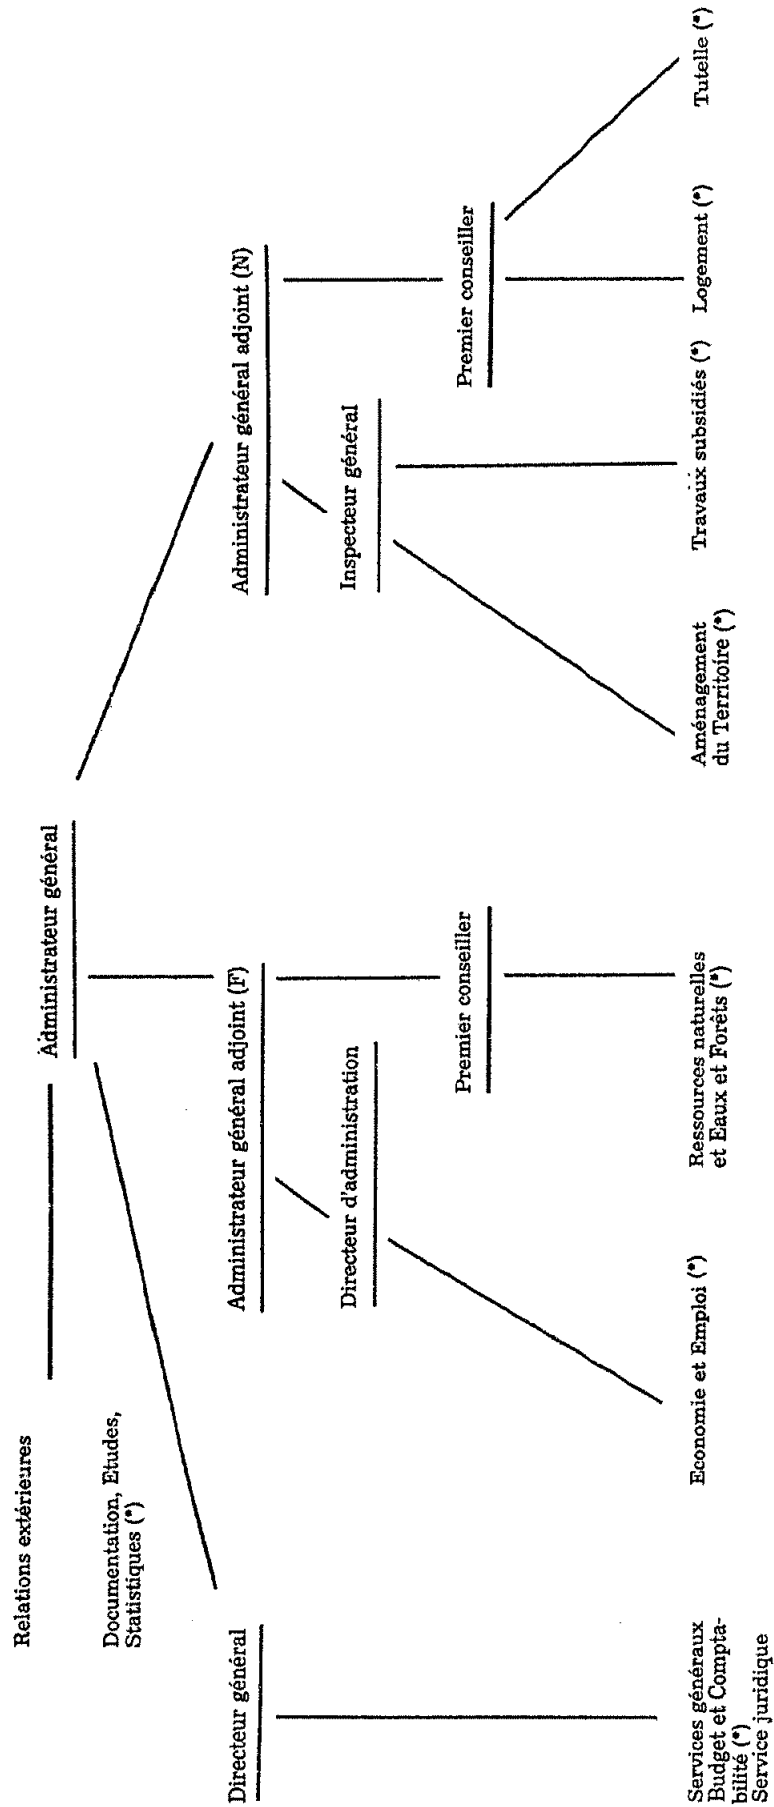 Administrateur général
Relations extérieures
Documentation, Etudes,
Statistiques (*)
Directeur général
Administrateur général adjoint (F)
Administrateur général adjoint (N)
Directeur d'administration
Inspecteur général
Premier conseiller
Premier conseiller
Services généraux
Budget et Compta-
bilité (*)
Service juridique
Economie et Emploi (*)
Ressources naturelles
et Eaux et Forêts (*)
Aménagement
du Territoire (*)
Travaux subsidiés (*)
Logement (*)
Tutelle (*)